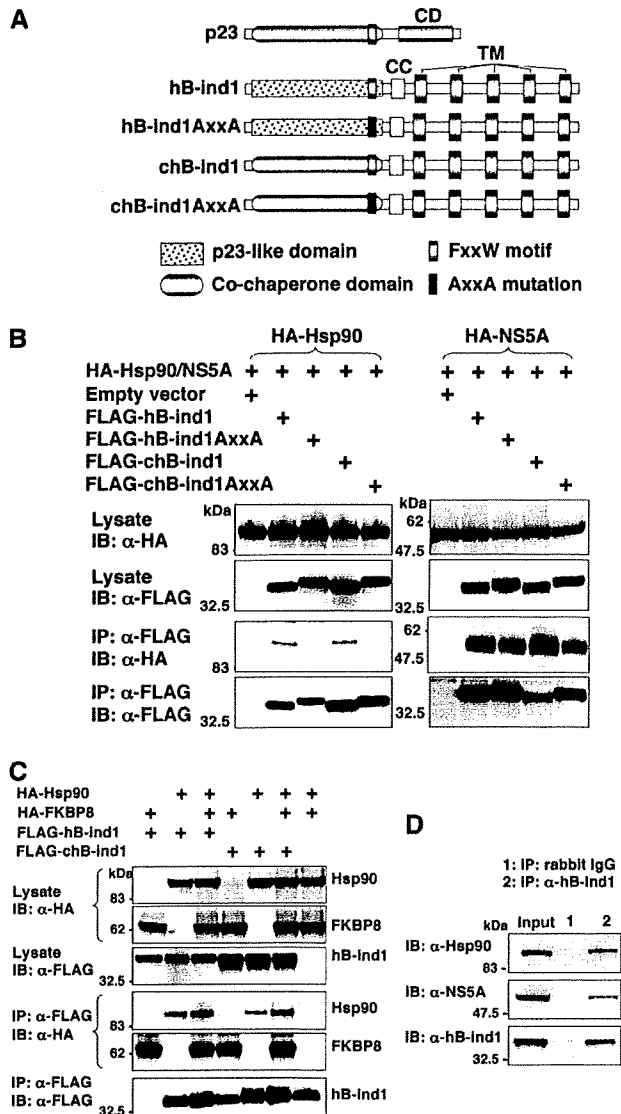 A
CD
p23
CC
TM
hB-ind1
hB-ind1AxxA
chB-ind1
chB-ind1AxxA
p23-like domain
FxxW motif
Co-chaperone domain
AxxA mutation
B
HA-Hsp90
HA-NS5A
HA-Hsp90/NS5A + + + + + + + + + +
Empty vector + +
FLAG-hB-ind1 + +
FLAG-hB-ind1AxxA + +
FLAG-chB-ind1 + +
FLAG-chB-ind1AxxA + +
kDa
kDa
Lysate
IB: α-HA
83
62
47.5
Lysate
IB: α-FLAG
32.5
32.5
IP: α-FLAG
IB: α-HA
83
62
47.5
IP: α-FLAG
IB: α-FLAG
32.5
32.5
C
HA-Hsp90 + + + + +
HA-FKBP8 + + + + +
FLAG-hB-ind1 + + +
FLAG-chB-ind1 + + +
kDa
Lysate
IB: α-HA
83
Hsp90
62
FKBP8
Lysate
IB: α-FLAG
32.5
hB-ind1
IP: α-FLAG
IB: α-HA
83
Hsp90
62
FKBP8
IP: α-FLAG
IB: α-FLAG
32.5
hB-ind1
D
1: IP: rabbit IgG
2: IP: α-hB-ind1
kDa Input 1 2
IB: α-Hsp90
83
IB: α-NS5A
47.5
IB: α-hB-ind1
32.5